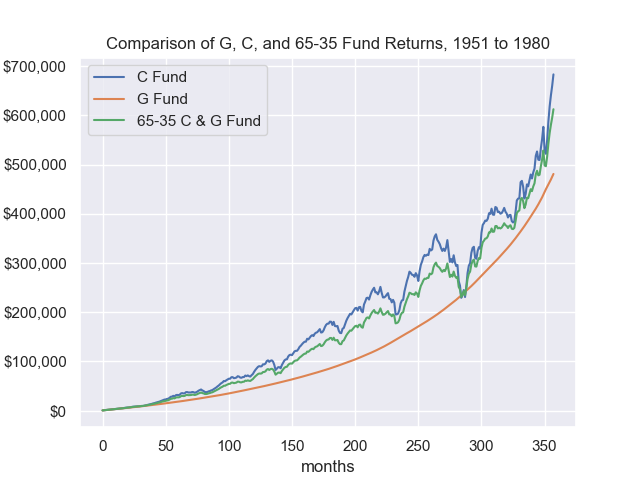 Comparison of G, C, and 65-35 Fund Returns, 1951 to 1980
$700,000
$600,000
$500,000
$400,000
$300,000
$200,000
$100,000
$0
C Fund
G Fund
65-35 C & G Fund
0 50 100 150 200 250 300 350
months